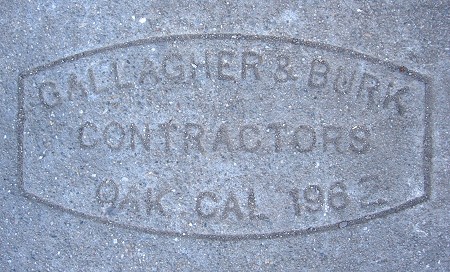 GALLAGHER & BURK
CONTRACTORS
OAK CAL 1962